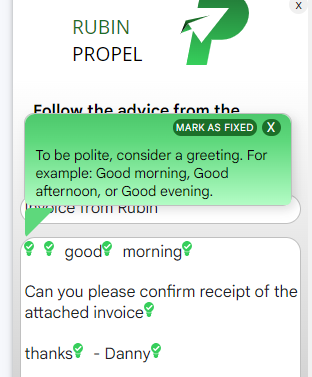 x
RUBIN
PROPEL
Follow the advice from the
MARK AS FIXED X
To be polite, consider a greeting. For
example: Good morning, Good
afternoon, or Good evening.
Invoice from Rubin
good morning
Can you please confirm receipt of the
attached invoice
thanks - Danny